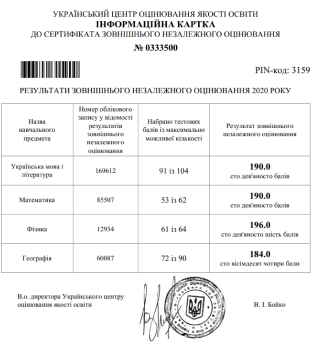 УКРАЇНСЬКИЙ ЦЕНТР ОЦІНЮВАННЯ ЯКОСТІ ОСВІТИ
ІНФОРМАЦІЙНА КАРТКА
ДО СЕРТИФІКАТА ЗОВНІШНЬОГО НЕЗАЛЕЖНОГО ОЦІНЮВАННЯ
№ 0333500
PIN-код: 3159
РЕЗУЛЬТАТИ ЗОВНІШНЬОГО НЕЗАЛЕЖНОГО ОЦІНЮВАННЯ 2020 РОКУ
Назва
навчального
предмета
Номер облікового
запису у відомості
результатів
зовнішнього
незалежного
оцінювання
Набрано тестових
балів із максимально
можливої кількості
Результат зовнішнього
незалежного оцінювання
Українська мова і
література
169612
91 із 104
190.0
сто дев'яносто балів
Математика
85507
53 із 62
190.0
сто дев'яносто балів
Фізика
12934
61 із 64
196.0
сто дев'яносто шість балів
Географія
60087
72 із 90
184.0
сто вісімдесят чотири бали
В.о. директора Українського центру
оцінювання якості освіти
В. І. Бойко